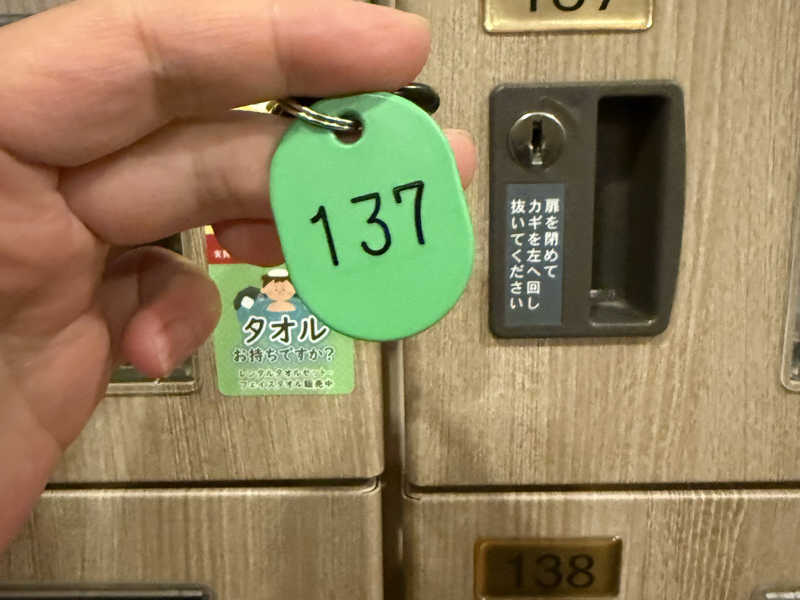 137
137
扉を閉めて
カギを左へ回し
抜いてください
タオル
お持ちですか?
レンタルタオルセット・
フェイスタオル販売中
138